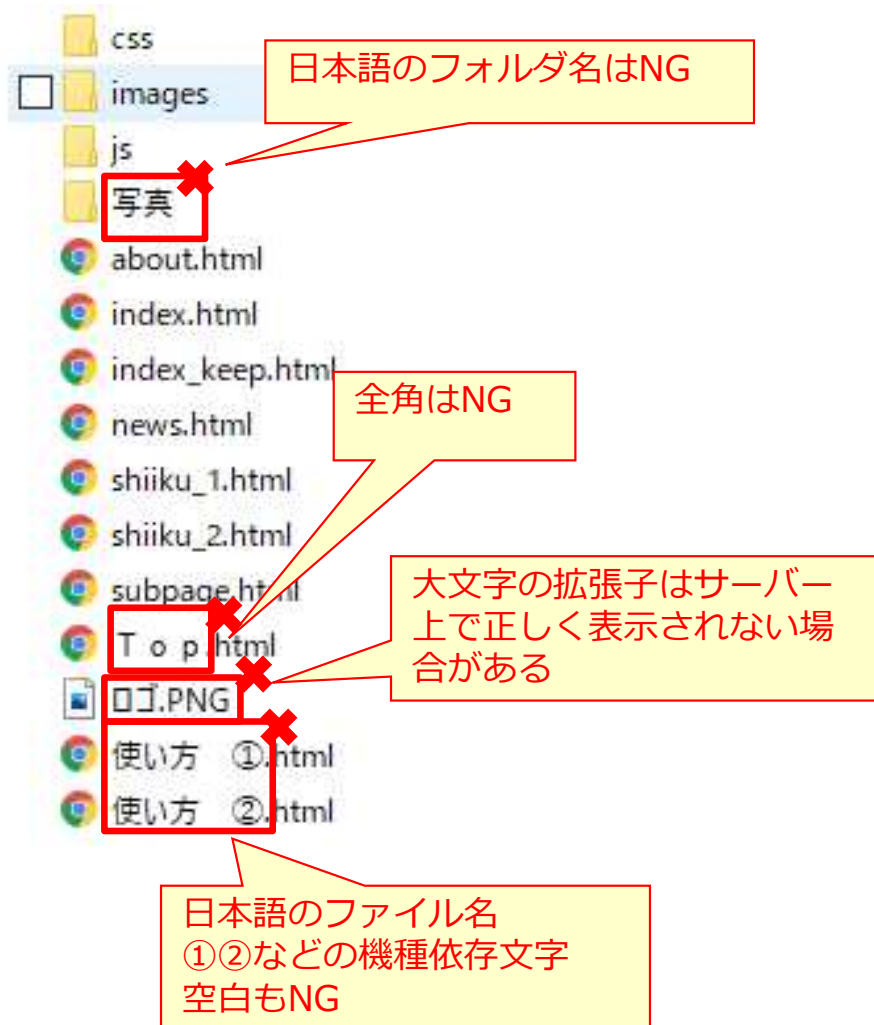 css
日本語のフォルダ名はNG
images
js
写真
about.html
index.html
index_keep.html
全角はNG
news.html
shiiku_1.html
shiiku_2.html
subpage.html
大文字の拡張子はサーバー
上で正しく表示されない場
合がある
Ｔｏｐ.html
ロゴ.PNG
使い方　①.html
使い方　②.html
日本語のファイル名
①②などの機種依存文字
空白もNG